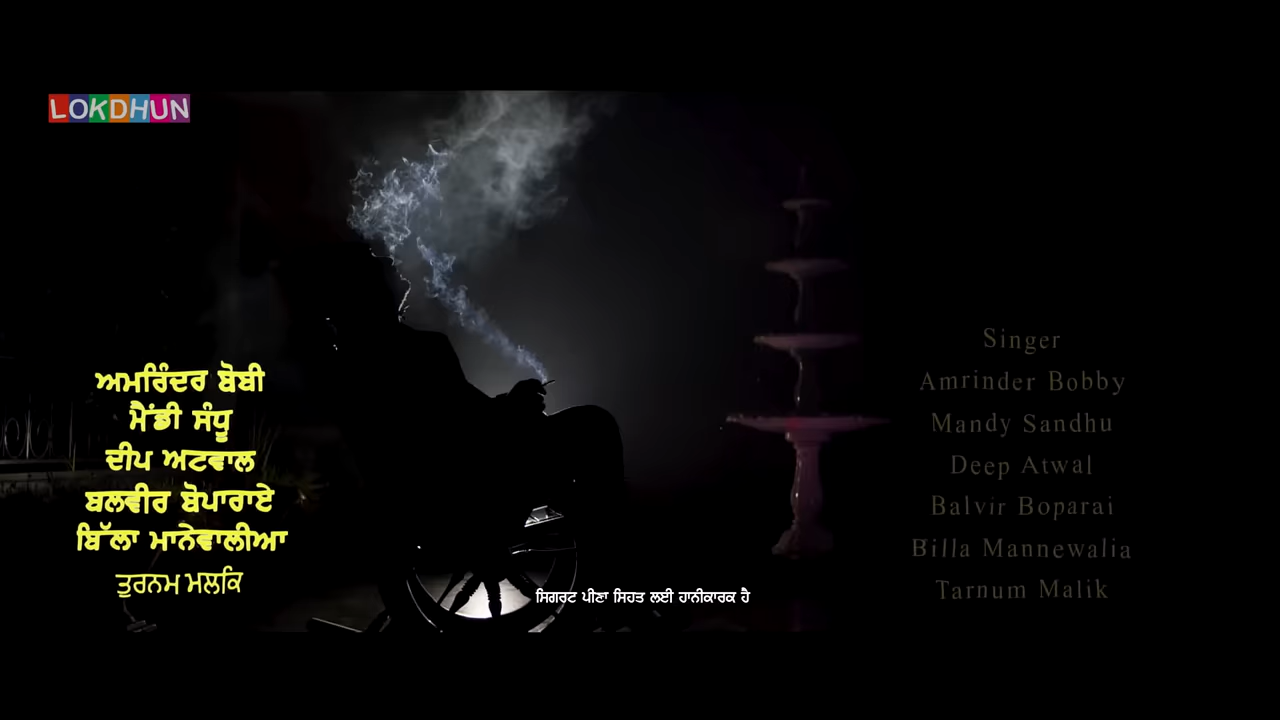 LOKDHUN
ਅਮਰਿੰਦਰ ਬੋਬੀ
ਮੈਂਡੀ ਸੰਧੂ
ਦੀਪ ਅਟਵਾਲ
ਬਲਵੀਰ ਬੋਪਾਰਾਏ
ਬਿੱਲਾ ਮਾਨੇਵਾਲੀਆ
ਤੁਰਨਮ ਮਲਕਿ
Singer
Amrinder Bobby
Mandy Sandhu
Deep Atwal
Balvir Boparai
Billa Mannewalia
Tarnum Malik
ਸਿਗਰਟ ਪੀਣਾ ਸਿਹਤ ਲਈ ਹਾਨੀਕਾਰਕ ਹੈ